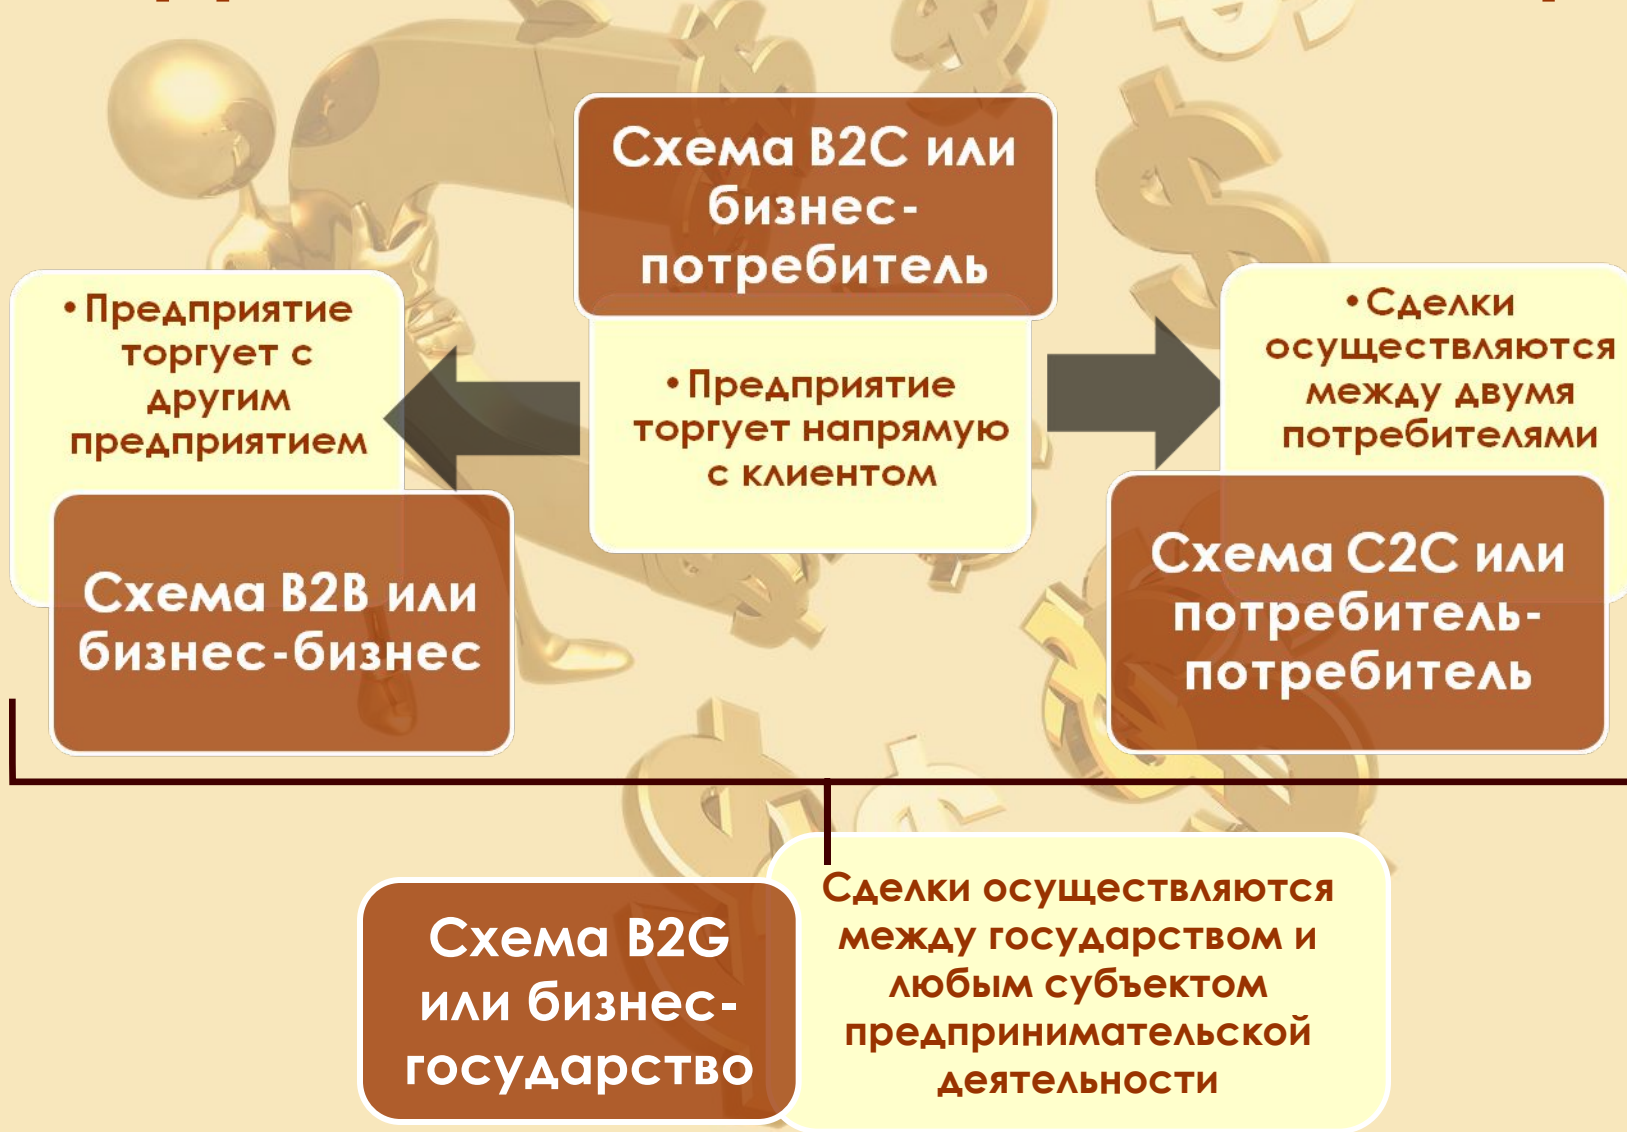 Схема B2C или
бизнес-
потребитель
• Предприятие
торгует напрямую
с клиентом
• Предприятие
торгует с
другим
предприятием
Схема B2B или
бизнес-бизнес
• Сделки
осуществляются
между двумя
потребителями
Схема C2C или
потребитель-
потребитель
Схема B2G
или бизнес-
государство
Сделки осуществляются
между государством и
любым субъектом
предпринимательской
деятельности